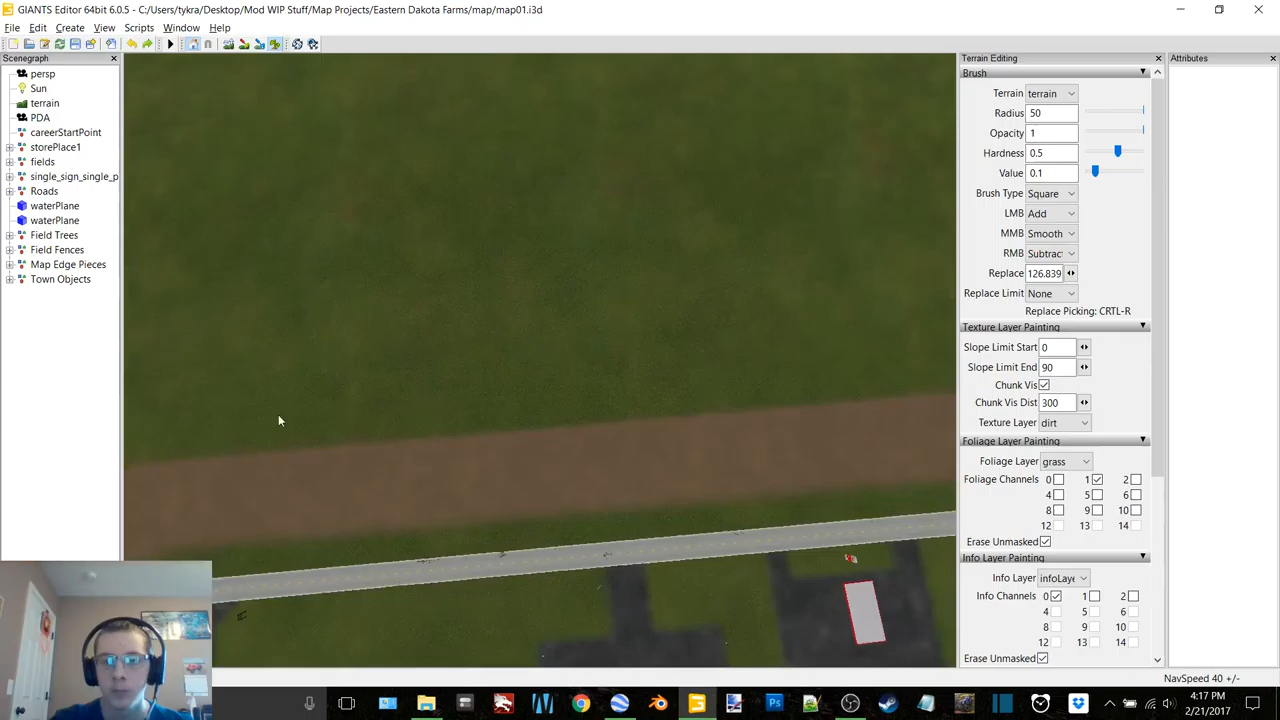 GIANTS Editor 64bit 6.0.5 - C:/Users/tykra/Desktop/Mod WIP Stuff/Map Projects/Eastern Dakota Farms/map/map01.i3d
File Edit Create View Scripts Window Help
Scenegraph
persp
Sun
terrain
PDA
careerStartPoint
storePlace1
fields
single_sign_single_p
Roads
waterPlane
waterPlane
Field Trees
Field Fences
Map Edge Pieces
Town Objects
Terrain Editing
Brush
Terrain terrain
Radius 50
Opacity 1
Hardness 0.5
Value 0.1
Brush Type Square
LMB Add
MMB Smooth
RMB Subtrac
Replace 126.839
Replace Limit None
Replace Picking: CRTL-R
Texture Layer Painting
Slope Limit Start 0
Slope Limit End 90
Chunk Vis
Chunk Vis Dist 300
Texture Layer dirt
Foliage Layer Painting
Foliage Layer grass
Foliage Channels 0 1 2
4 5 6
8 9 10
12 13 14
Erase Unmasked
Info Layer Painting
Info Layer infoLaye
Info Channels 0 1 2
4 5 6
8 9 10
12 13 14
Erase Unmasked
Attributes
NavSpeed 40 +/-
4:17 PM
2/21/2017